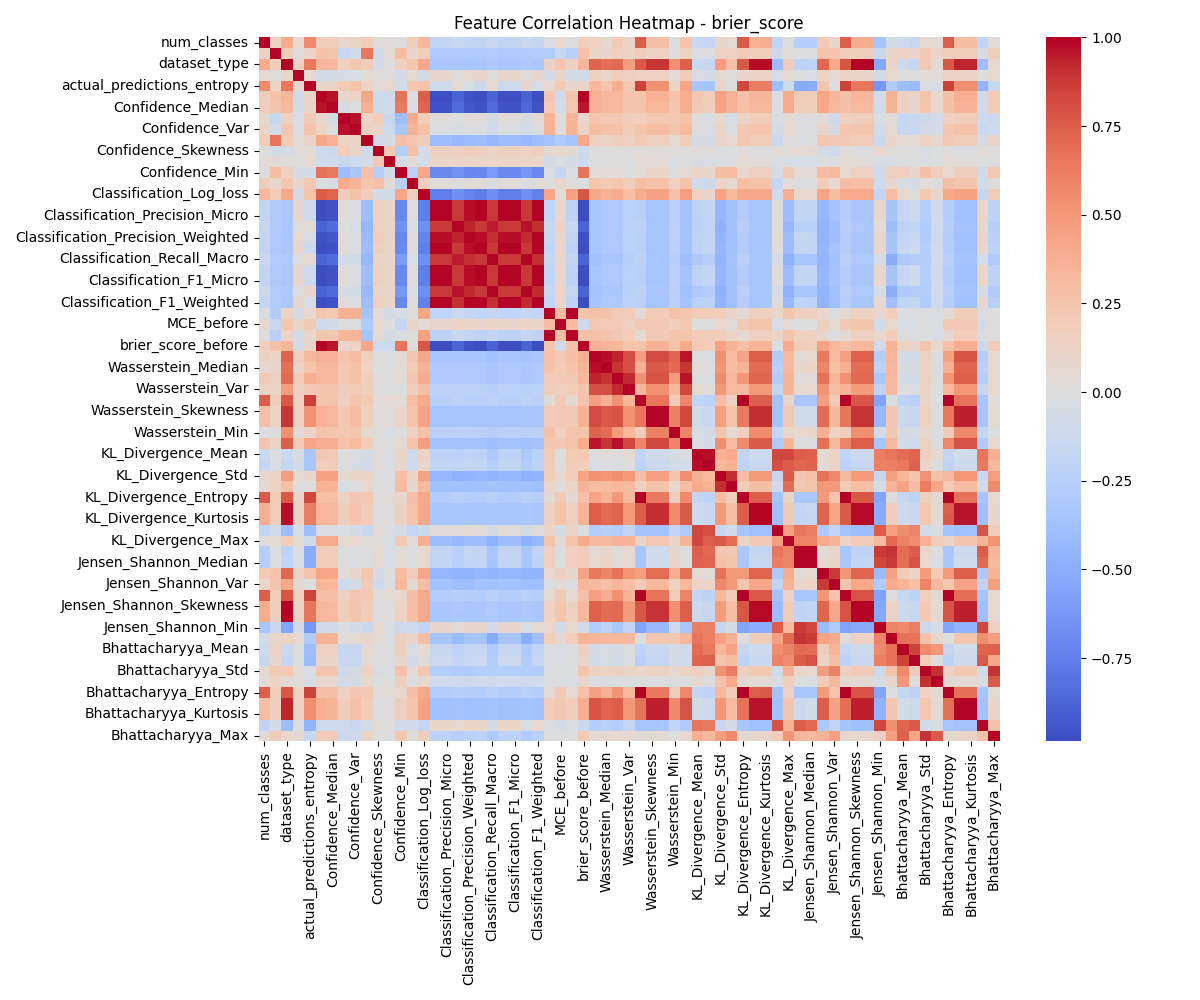 Feature Correlation Heatmap - brier_score
num_classes
dataset_type
actual_predictions_entropy
Confidence_Median
Confidence_Var
Confidence_Skewness
Confidence_Min
Classification_Log_loss
Classification_Precision_Micro
Classification_Precision_Weighted
Classification_Recall_Macro
Classification_F1_Micro
Classification_F1_Weighted
MCE_before
brier_score_before
Wasserstein_Median
Wasserstein_Var
Wasserstein_Skewness
Wasserstein_Min
KL_Divergence_Mean
KL_Divergence_Std
KL_Divergence_Entropy
KL_Divergence_Kurtosis
KL_Divergence_Max
Jensen_Shannon_Median
Jensen_Shannon_Var
Jensen_Shannon_Skewness
Jensen_Shannon_Min
Bhattacharyya_Mean
Bhattacharyya_Std
Bhattacharyya_Entropy
Bhattacharyya_Kurtosis
Bhattacharyya_Max
num_classes
dataset_type
actual_predictions_entropy
Confidence_Median
Confidence_Var
Confidence_Skewness
Confidence_Min
Classification_Log_loss
Classification_Precision_Micro
Classification_Precision_Weighted
Classification_Recall_Macro
Classification_F1_Micro
Classification_F1_Weighted
MCE_before
brier_score_before
Wasserstein_Median
Wasserstein_Var
Wasserstein_Skewness
Wasserstein_Min
KL_Divergence_Mean
KL_Divergence_Std
KL_Divergence_Entropy
KL_Divergence_Kurtosis
KL_Divergence_Max
Jensen_Shannon_Median
Jensen_Shannon_Var
Jensen_Shannon_Skewness
Jensen_Shannon_Min
Bhattacharyya_Mean
Bhattacharyya_Std
Bhattacharyya_Entropy
Bhattacharyya_Kurtosis
Bhattacharyya_Max
1.00
0.75
0.50
0.25
0.00
−0.25
−0.50
−0.75